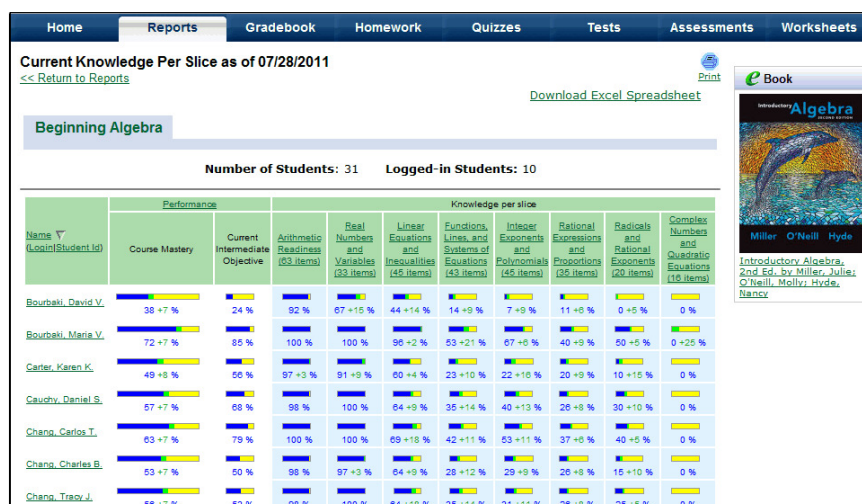 Home Reports Gradebook Homework Quizzes Tests Assessments Worksheets
Current Knowledge Per Slice as of 07/28/2011
<< Return to Reports
Print
Download Excel Spreadsheet
e Book
Introductory Algebra
SECOND EDITION
Miller O'Neill Hyde
Introductory Algebra,
2nd Ed. by Miller, Julie;
O'Neill, Molly; Hyde,
Nancy
Beginning Algebra
Number of Students: 31 Logged-in Students: 10
Performance Knowledge per slice
Name
(Login|Student Id)
Course Mastery
Current
Intermediate
Objective
Arithmetic
Readiness
(63 items)
Real
Numbers
and
Variables
(33 items)
Linear
Equations
and
Inequalities
(45 items)
Functions,
Lines, and
Systems of
Equations
(43 items)
Integer
Exponents
and
Polynomials
(45 items)
Rational
Expressions
and
Proportions
(35 items)
Radicals
and
Rational
Exponents
(20 items)
Complex
Numbers
and
Quadratic
Equations
(16 items)
Bourbaki, David V. 38 +7 % 24 % 92 % 67 +15 % 44 +14 % 14 +9 % 7 +9 % 11 +6 % 0 +5 % 0 %
Bourbaki, Maria V. 72 +7 % 85 % 100 % 100 % 96 +2 % 53 +21 % 67 +6 % 40 +9 % 50 +5 % 0 +25 %
Carter, Karen K. 49 +8 % 56 % 97 +3 % 91 +9 % 60 +4 % 23 +10 % 22 +16 % 20 +9 % 10 +15 % 0 %
Cauchy, Daniel S. 57 +7 % 68 % 98 % 100 % 64 +9 % 35 +14 % 40 +13 % 26 +8 % 30 +10 % 0 %
Chang, Carlos T. 63 +7 % 79 % 100 % 100 % 69 +18 % 42 +11 % 53 +11 % 37 +6 % 40 +5 % 0 %
Chang, Charles B. 53 +7 % 50 % 98 % 97 +3 % 64 +9 % 28 +12 % 29 +9 % 26 +8 % 15 +10 % 0 %
Chang, Tracy J.